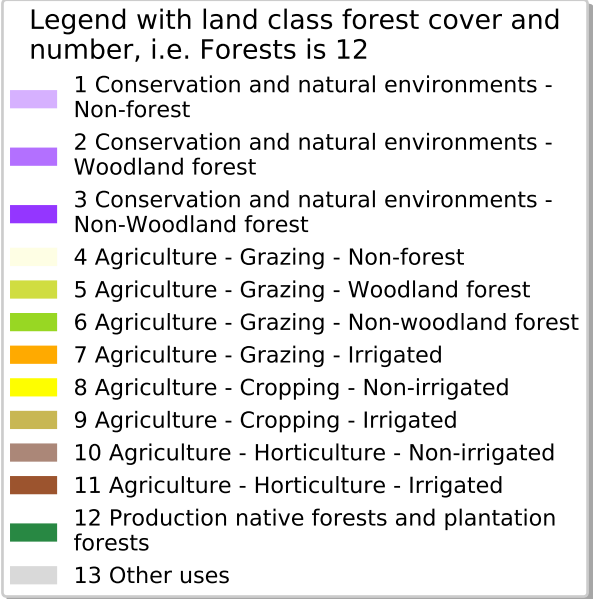 Legend with land class forest cover and
number, i.e. Forests is 12
1 Conservation and natural environments -
Non-forest
2 Conservation and natural environments -
Woodland forest
3 Conservation and natural environments -
Non-Woodland forest
4 Agriculture - Grazing - Non-forest
5 Agriculture - Grazing - Woodland forest
6 Agriculture - Grazing - Non-woodland forest
7 Agriculture - Grazing - Irrigated
8 Agriculture - Cropping - Non-irrigated
9 Agriculture - Cropping - Irrigated
10 Agriculture - Horticulture - Non-irrigated
11 Agriculture - Horticulture - Irrigated
12 Production native forests and plantation
forests
13 Other uses